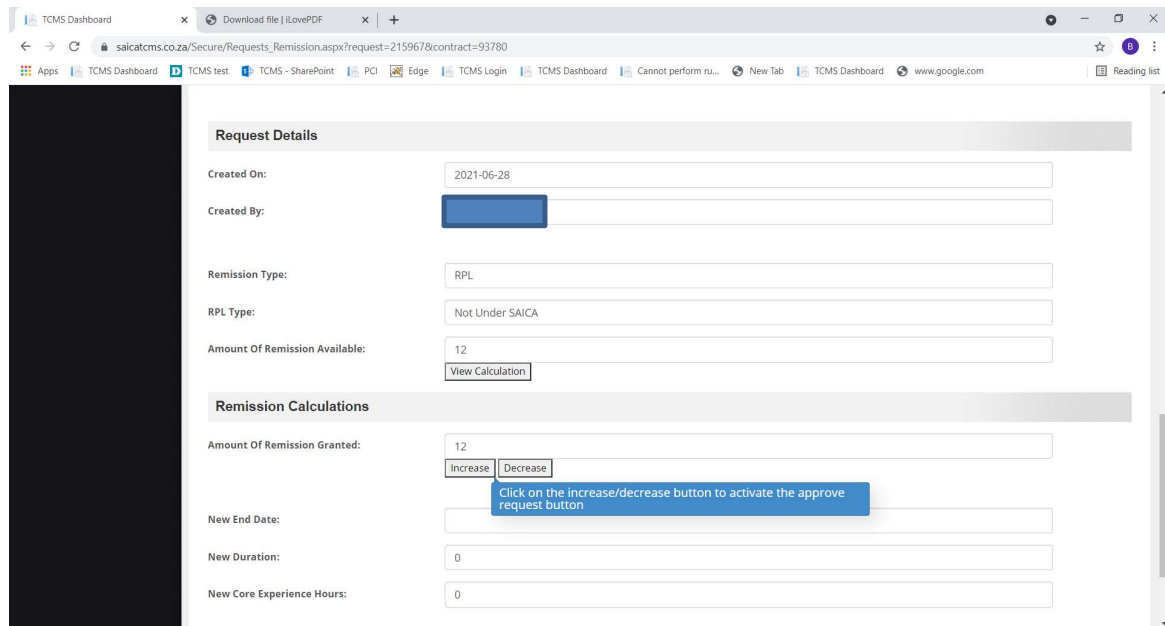 TCMS Dashboard
Download file | iLovePDF
saicatcms.co.za/Secure/Requests_Remission.aspx?request=215967&contract=93780
B
Apps TCMS Dashboard TCMS test TCMS - SharePoint PCI Edge TCMS Login TCMS Dashboard Cannot perform ru... New Tab TCMS Dashboard www.google.com Reading list
Request Details
Created On: 2021-06-28
Created By:
Remission Type: RPL
RPL Type: Not Under SAICA
Amount Of Remission Available: 12
View Calculation
Remission Calculations
Amount Of Remission Granted: 12
Increase Decrease
Click on the increase/decrease button to activate the approve
request button
New End Date:
New Duration: 0
New Core Experience Hours: 0